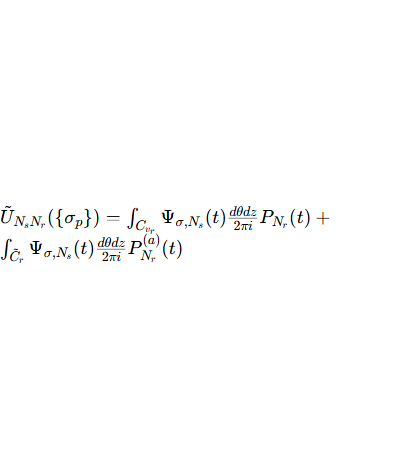 $\tilde{U}_{N_s N_r}(\{\sigma_p\}) = \int_{C_{v_r}} \Psi_{\sigma, N_s}(t) \frac{d\theta dz}{2\pi i} P_{N_r}(t) +$
$\int_{\tilde{C}_r} \Psi_{\sigma, N_s}(t) \frac{d\theta dz}{2\pi i} P_{N_r}^{(a)}(t)$